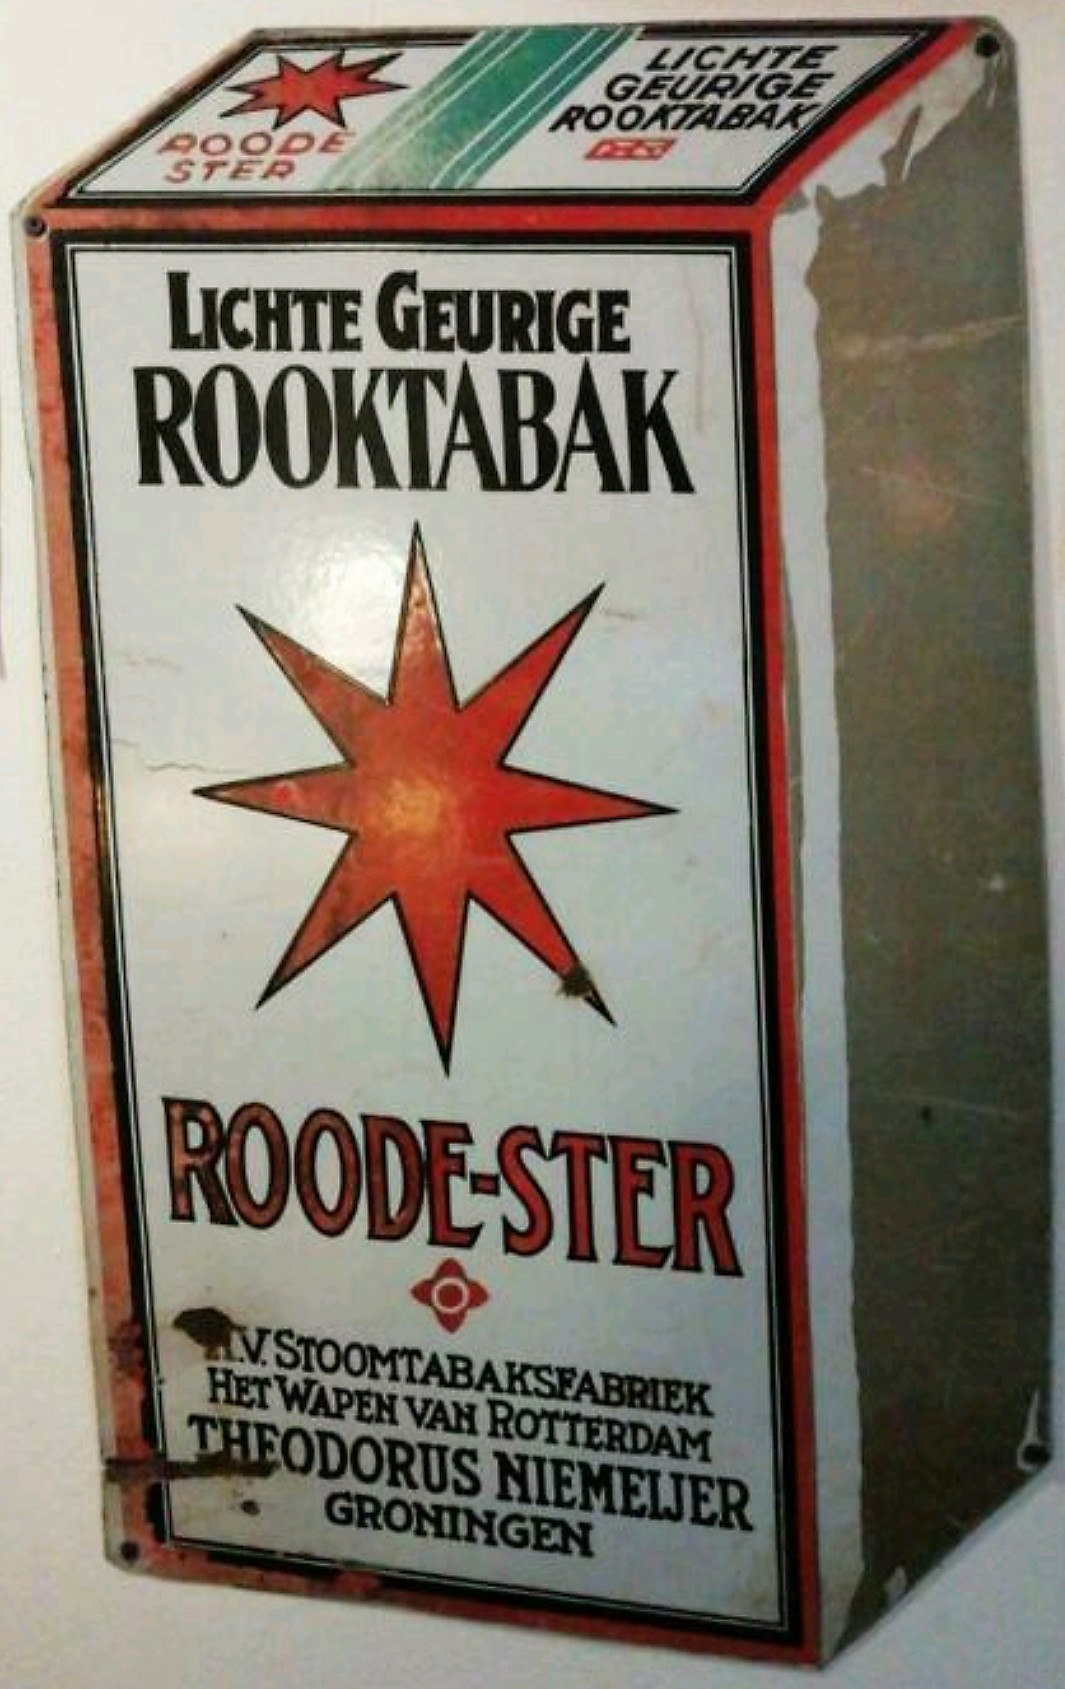 ROODE
STER
LICHTE
GEURIGE
ROOKTABAK
LICHTE GEURIGE
ROOKTABAK
ROODE-STER
N.V. STOOMTABAKSFABRIEK
HET WAPEN VAN ROTTERDAM
THEODORUS NIEMEIJER
GRONINGEN